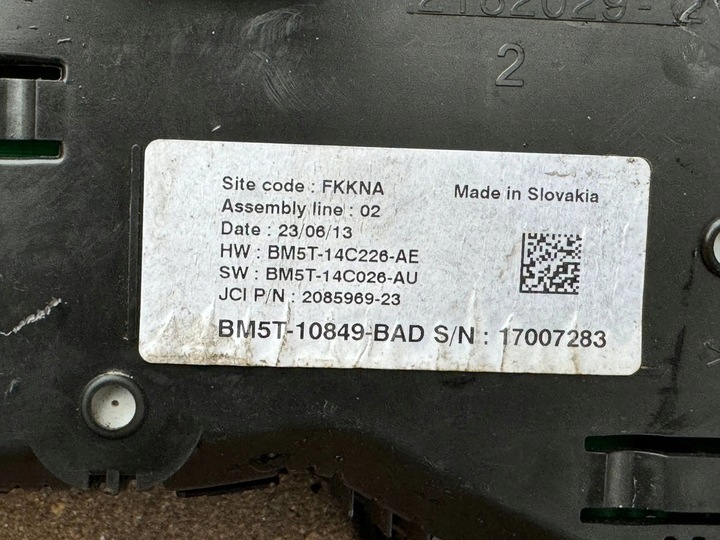 2
Site code : FKKNA
Made in Slovakia
Assembly line : 02
Date : 23/06/13
HW : BM5T-14C226-AE
SW : BM5T-14C026-AU
JCI P/N : 2085969-23
BM5T-10849-BAD S/N : 17007283